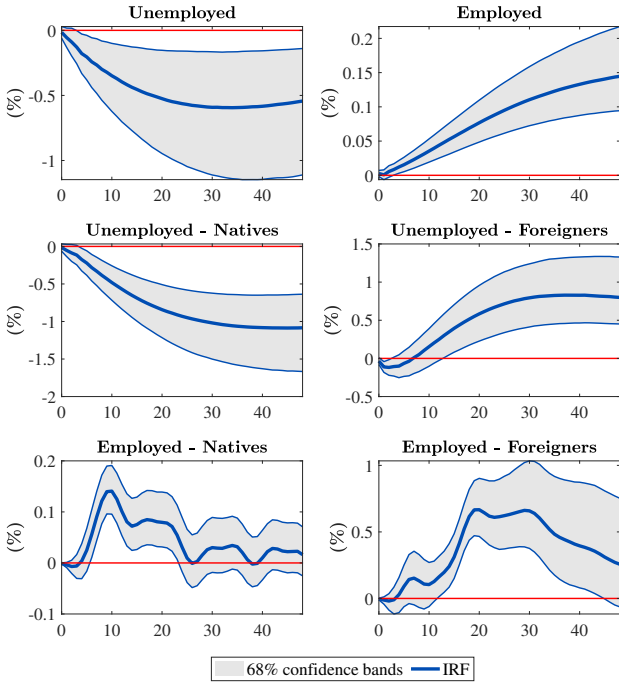 Unemployed
Employed
(%)
0
-0.5
-1
0 10 20 30 40
(%)
0.2
0.15
0.1
0.05
0
0 10 20 30 40
Unemployed - Natives
Unemployed - Foreigners
(%)
0
-0.5
-1
-1.5
-2
0 10 20 30 40
(%)
1.5
1
0.5
0
-0.5
0 10 20 30 40
Employed - Natives
Employed - Foreigners
(%)
0.2
0.1
0
-0.1
0 10 20 30 40
(%)
1
0.5
0
0 10 20 30 40
68% confidence bands IRF